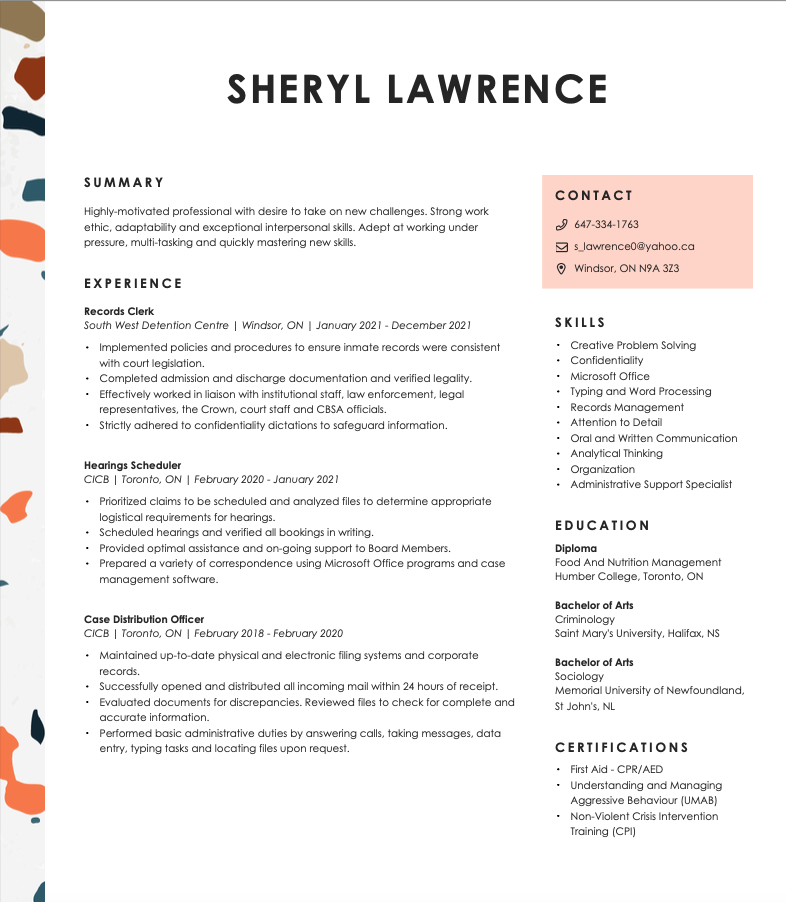 SHERYL LAWRENCE
SUMMARY
Highly-motivated professional with desire to take on new challenges. Strong work
ethic, adaptability and exceptional interpersonal skills. Adept at working under
pressure, multi-tasking and quickly mastering new skills.
EXPERIENCE
Records Clerk
South West Detention Centre | Windsor, ON | January 2021 - December 2021
• Implemented policies and procedures to ensure inmate records were consistent
with court legislation.
• Completed admission and discharge documentation and verified legality.
• Effectively worked in liaison with institutional staff, law enforcement, legal
representatives, the Crown, court staff and CBSA officials.
• Strictly adhered to confidentiality dictations to safeguard information.
Hearings Scheduler
CICB | Toronto, ON | February 2020 - January 2021
• Prioritized claims to be scheduled and analyzed files to determine appropriate
logistical requirements for hearings.
• Scheduled hearings and verified all bookings in writing.
• Provided optimal assistance and on-going support to Board Members.
• Prepared a variety of correspondence using Microsoft Office programs and case
management software.
Case Distribution Officer
CICB | Toronto, ON | February 2018 - February 2020
• Maintained up-to-date physical and electronic filing systems and corporate
records.
• Successfully opened and distributed all incoming mail within 24 hours of receipt.
• Evaluated documents for discrepancies. Reviewed files to check for complete and
accurate information.
• Performed basic administrative duties by answering calls, taking messages, data
entry, typing tasks and locating files upon request.
CONTACT
647-334-1763
s_lawrence0@yahoo.ca
Windsor, ON N9A 3Z3
SKILLS
• Creative Problem Solving
• Confidentiality
• Microsoft Office
• Typing and Word Processing
• Records Management
• Attention to Detail
• Oral and Written Communication
• Analytical Thinking
• Organization
• Administrative Support Specialist
EDUCATION
Diploma
Food And Nutrition Management
Humber College, Toronto, ON
Bachelor of Arts
Criminology
Saint Mary's University, Halifax, NS
Bachelor of Arts
Sociology
Memorial University of Newfoundland,
St John's, NL
CERTIFICATIONS
• First Aid - CPR/AED
• Understanding and Managing
Aggressive Behaviour (UMAB)
• Non-Violent Crisis Intervention
Training (CPI)